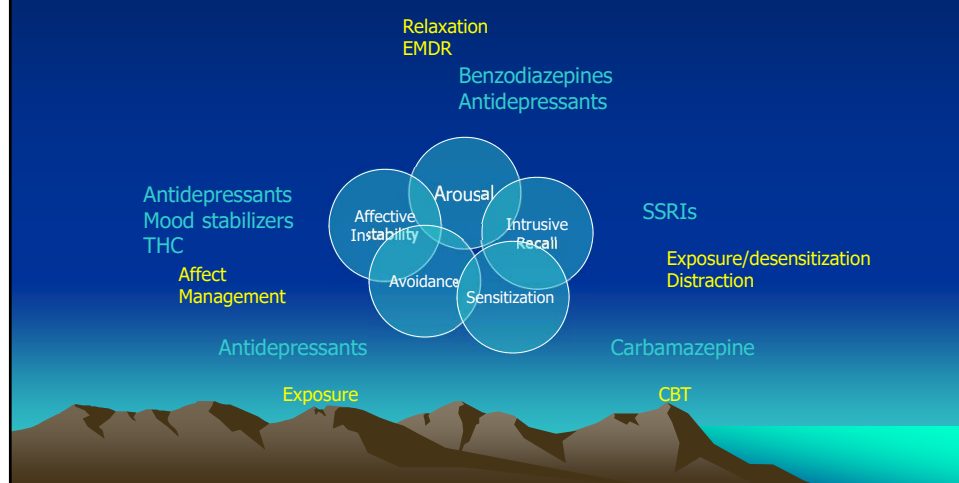 Relaxation
EMDR
Benzodiazepines
Antidepressants
Arousal
Antidepressants
Mood stabilizers
THC
Affective
Instability
Intrusive
Recall
SSRIs
Affect
Management
Avoidance
Sensitization
Exposure/desensitization
Distraction
Antidepressants
Carbamazepine
Exposure
CBT